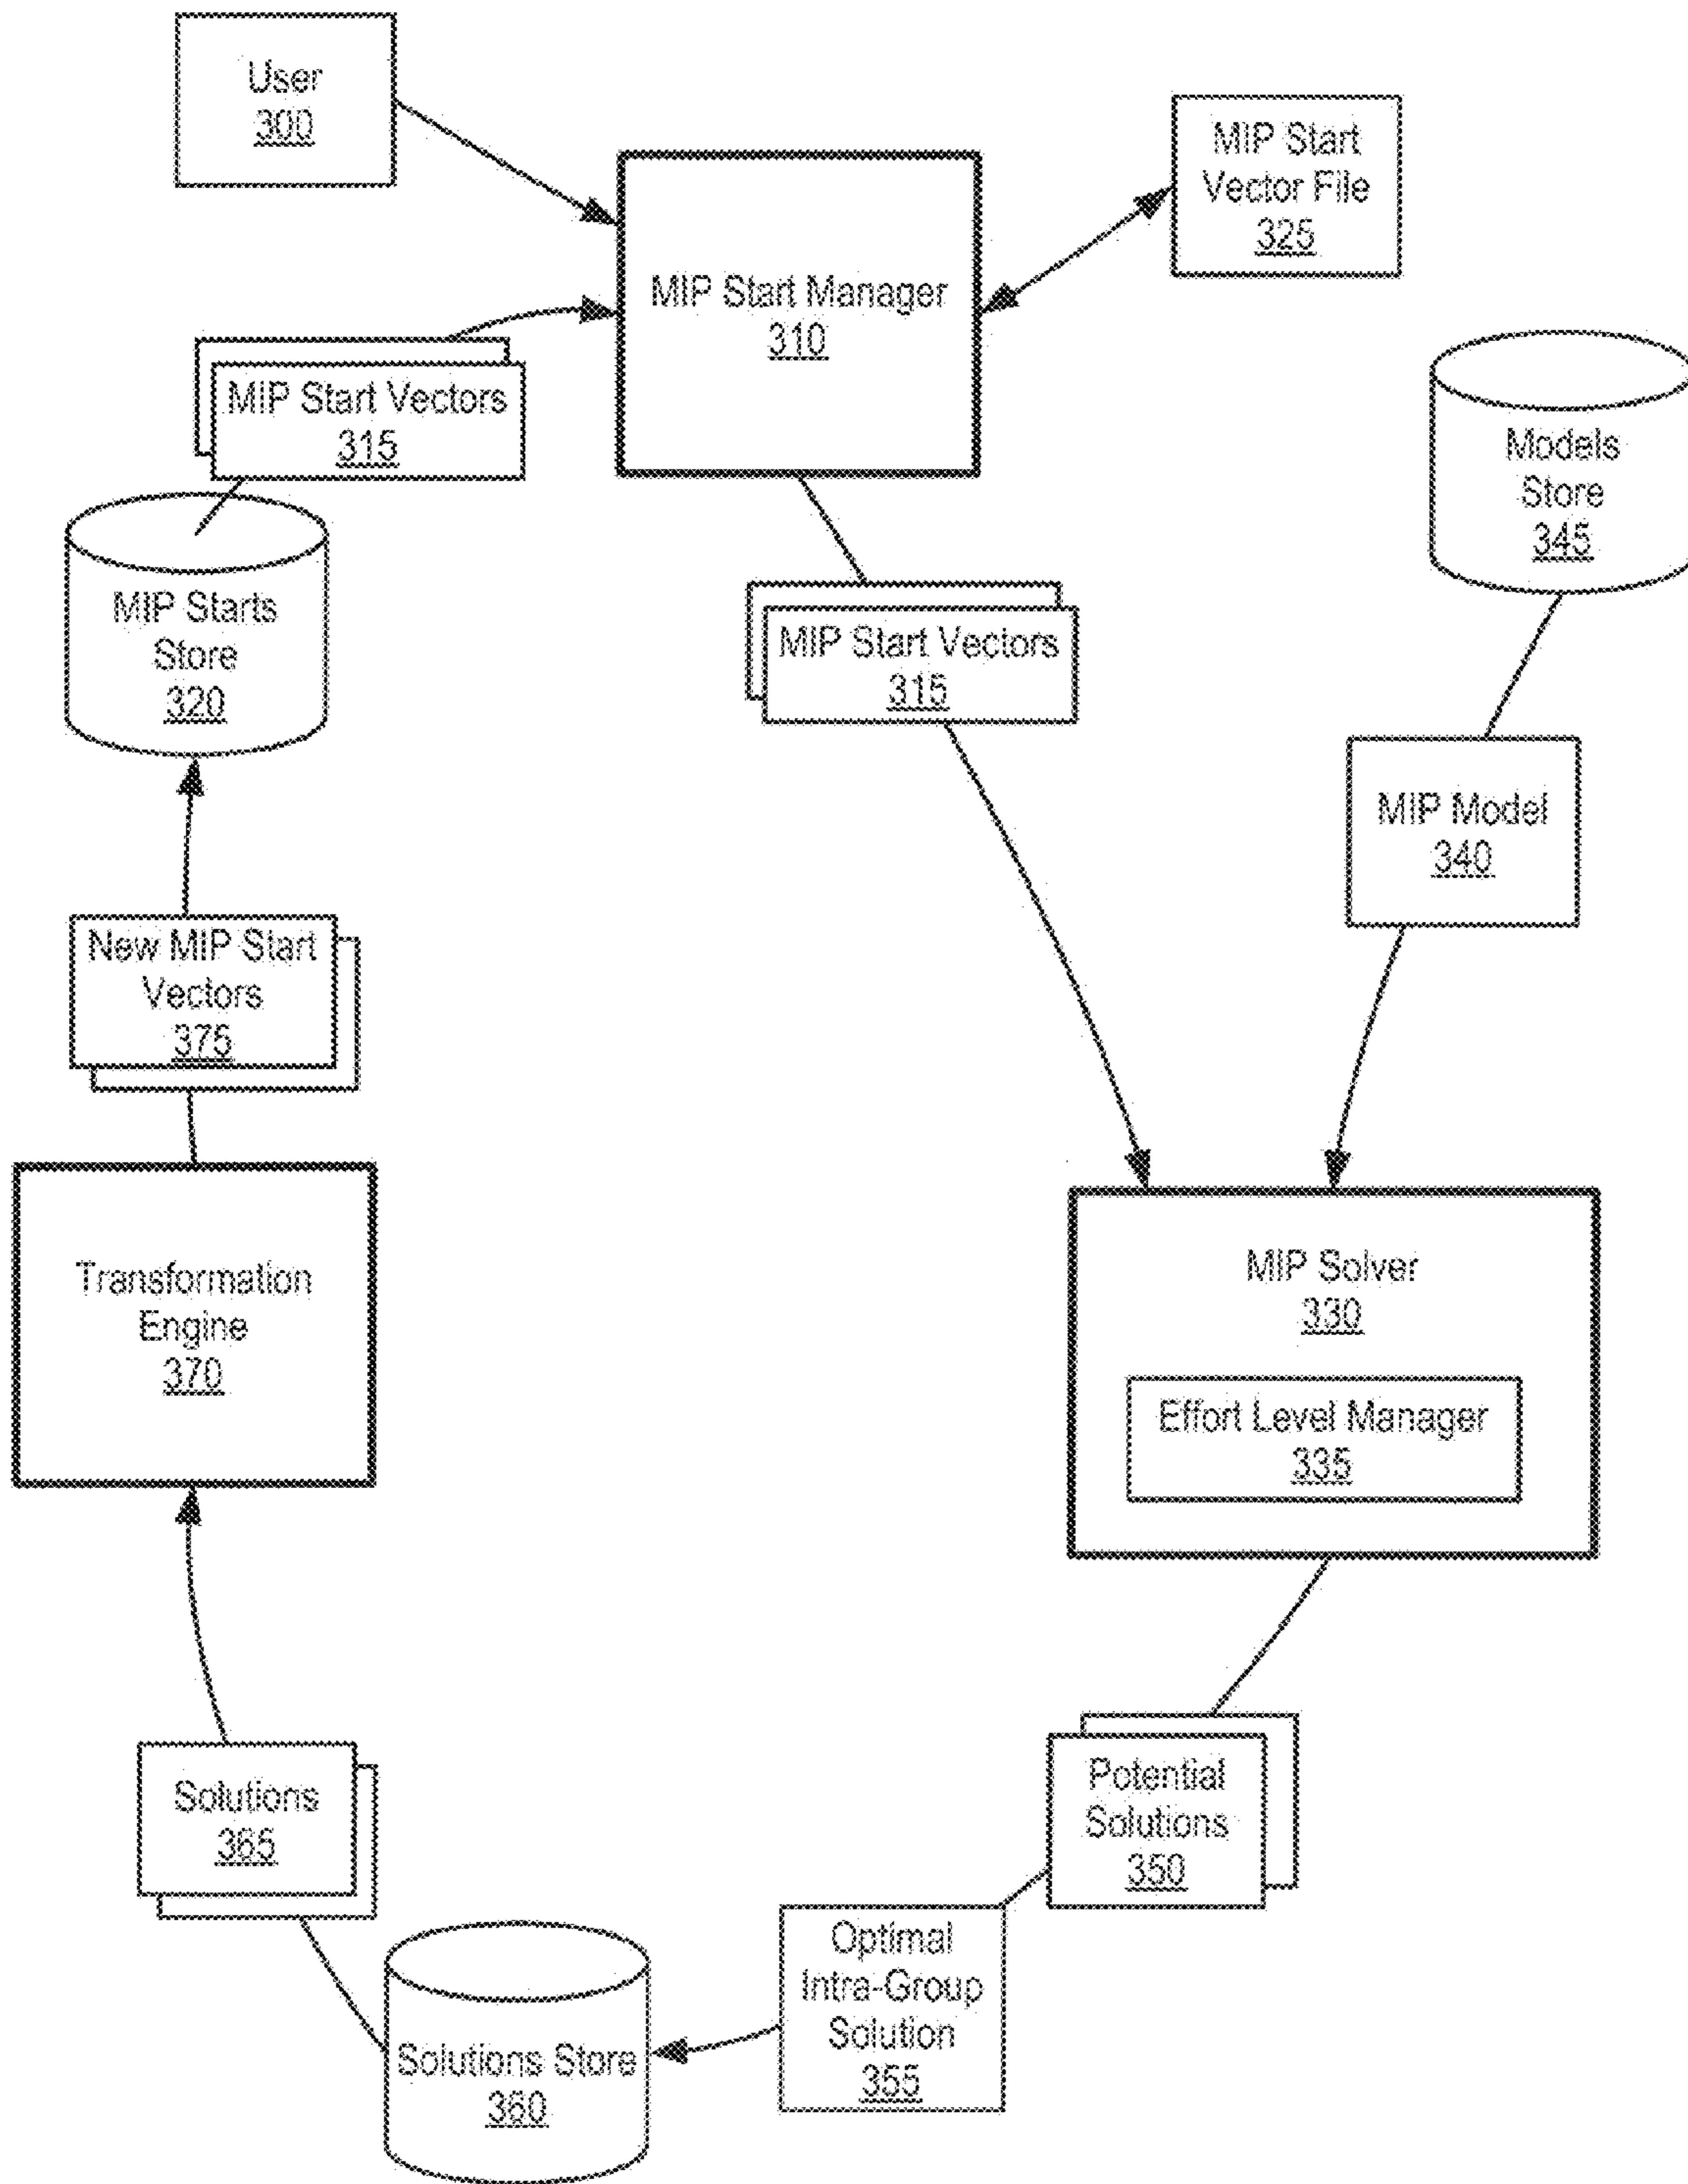 User
300
MIP Start
Vector File
325
MIP Start Manager
310
MIP Start Vectors
315
Models
Store
345
MIP Starts
Store
320
MIP Start Vectors
315
MIP Model
340
New MIP Start
Vectors
375
Transformation
Engine
370
MIP Solver
330
Effort Level Manager
335
Solutions
365
Potential
Solutions
350
Optimal
Intra-Group
Solution
355
Solutions Store
360